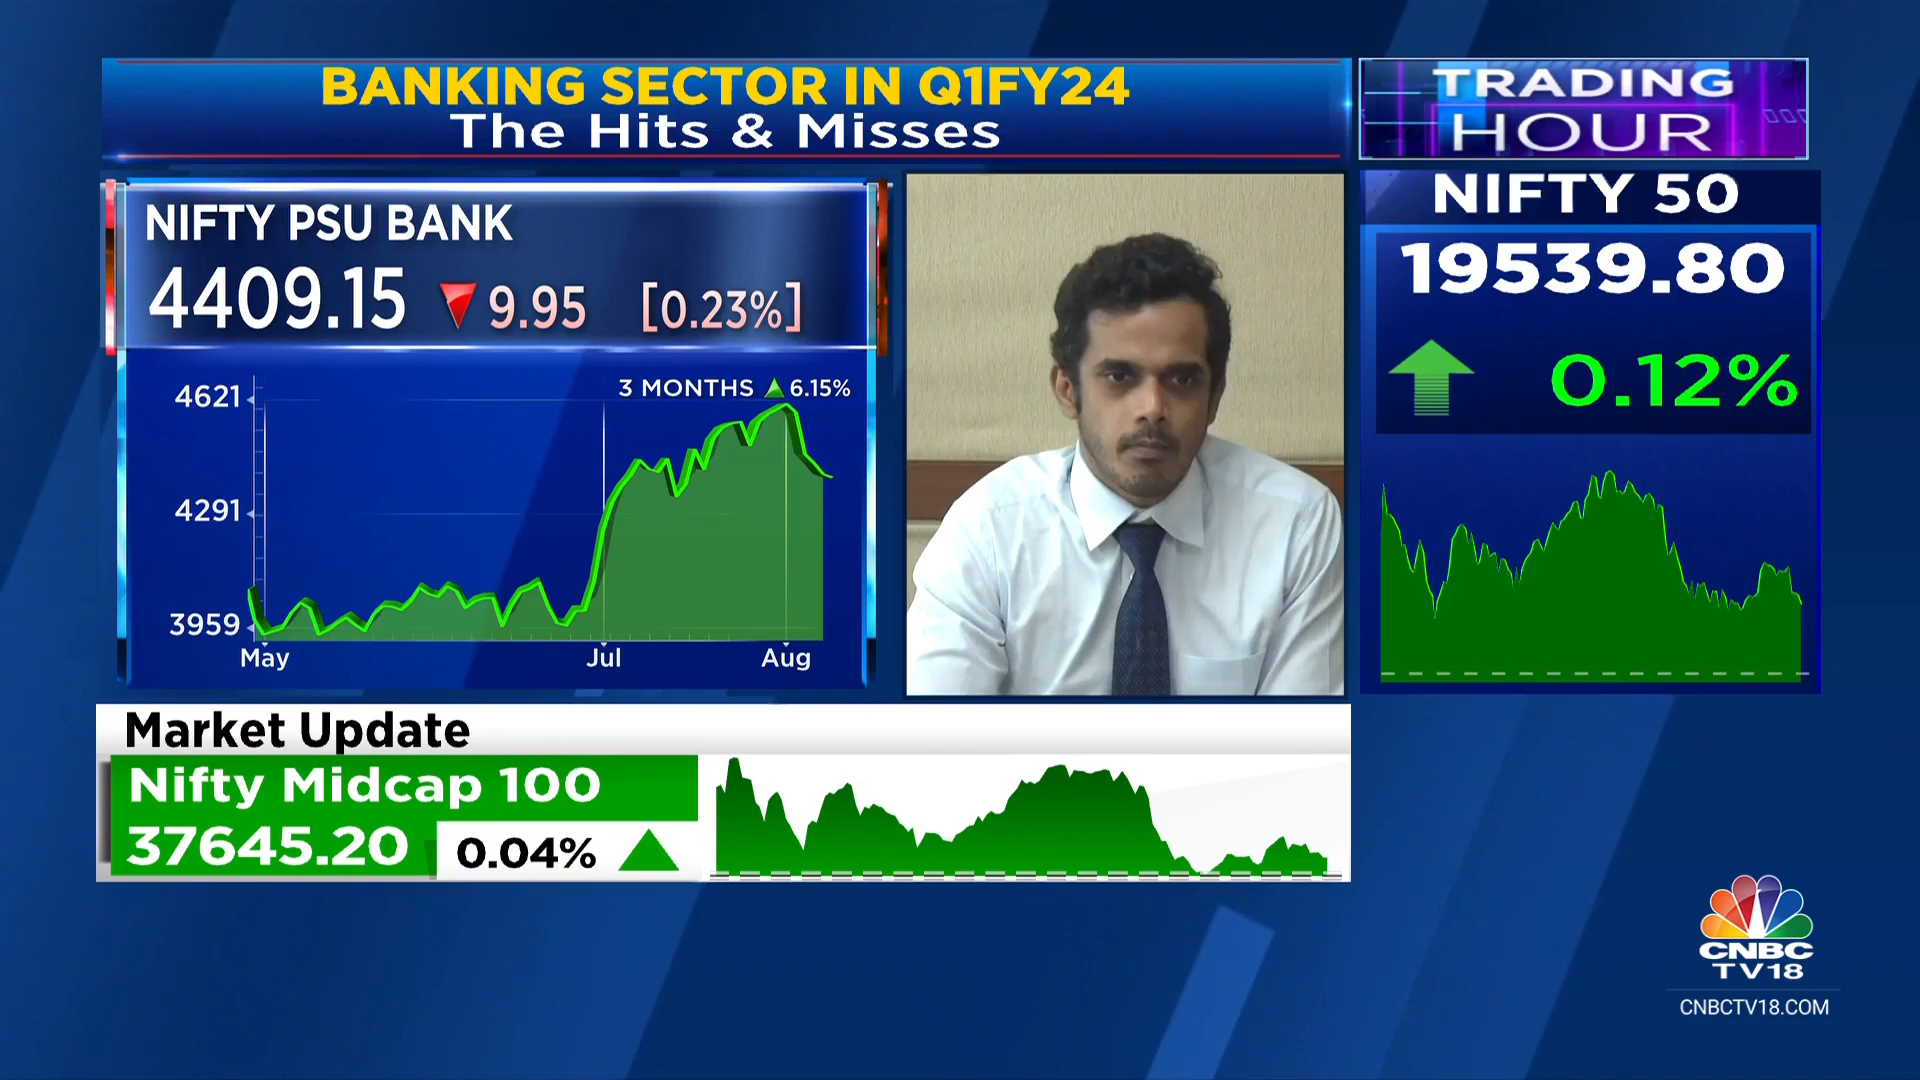 BANKING SECTOR IN Q1FY24
The Hits & Misses
TRADING
HOUR
NIFTY PSU BANK
4409.15 9.95 [0.23%]
3 MONTHS 6.15%
4621
4291
3959
May Jul Aug
NIFTY 50
19539.80
0.12%
Market Update
Nifty Midcap 100
37645.20 0.04%
CNBC
TV18
CNBCTV18.COM